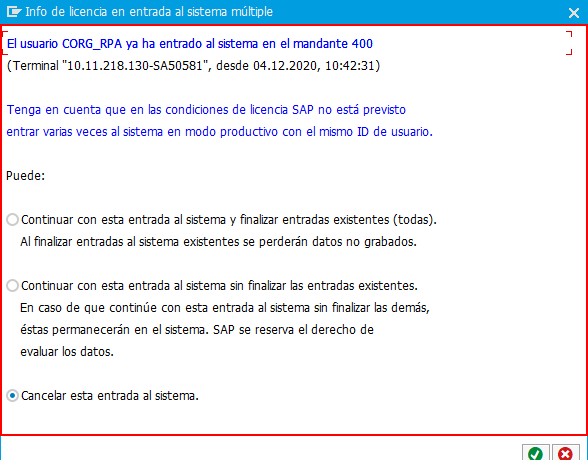 Info de licencia en entrada al sistema múltiple
El usuario CORG_RPA ya ha entrado al sistema en el mandante 400
(Terminal "10.11.218.130-SA50581", desde 04.12.2020, 10:42:31)
Tenga en cuenta que en las condiciones de licencia SAP no está previsto
entrar varias veces al sistema en modo productivo con el mismo ID de usuario.
Puede:
Continuar con esta entrada al sistema y finalizar entradas existentes (todas).
Al finalizar entradas al sistema existentes se perderán datos no grabados.
Continuar con esta entrada al sistema sin finalizar las entradas existentes.
En caso de que continúe con esta entrada al sistema sin finalizar las demás,
éstas permanecerán en el sistema. SAP se reserva el derecho de
evaluar los datos.
Cancelar esta entrada al sistema.